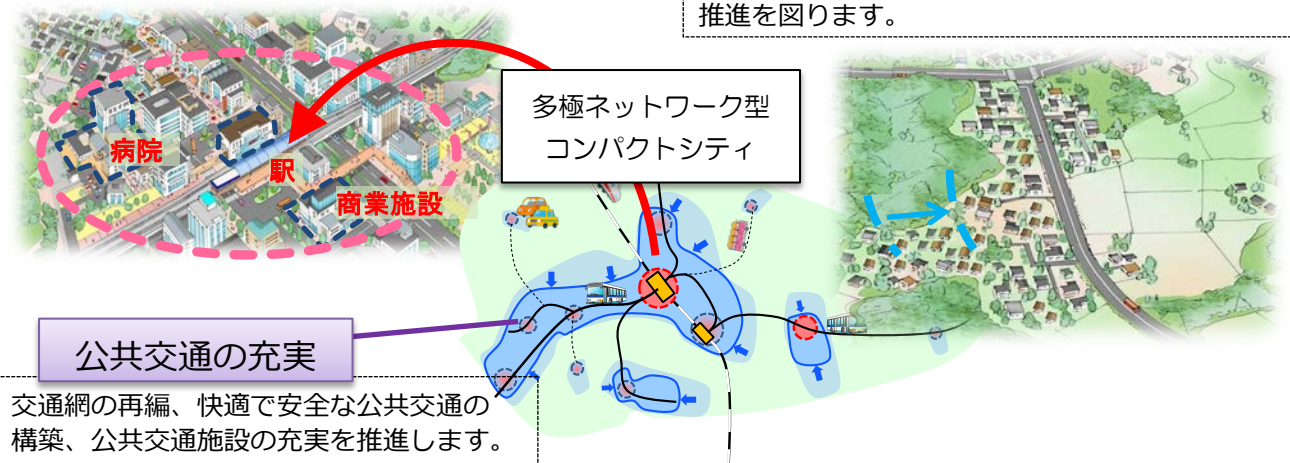 推進を図ります。
多極ネットワーク型
コンパクトシティ
病院
駅
商業施設
公共交通の充実
交通網の再編、快適で安全な公共交通の
構築、公共交通施設の充実を推進します。